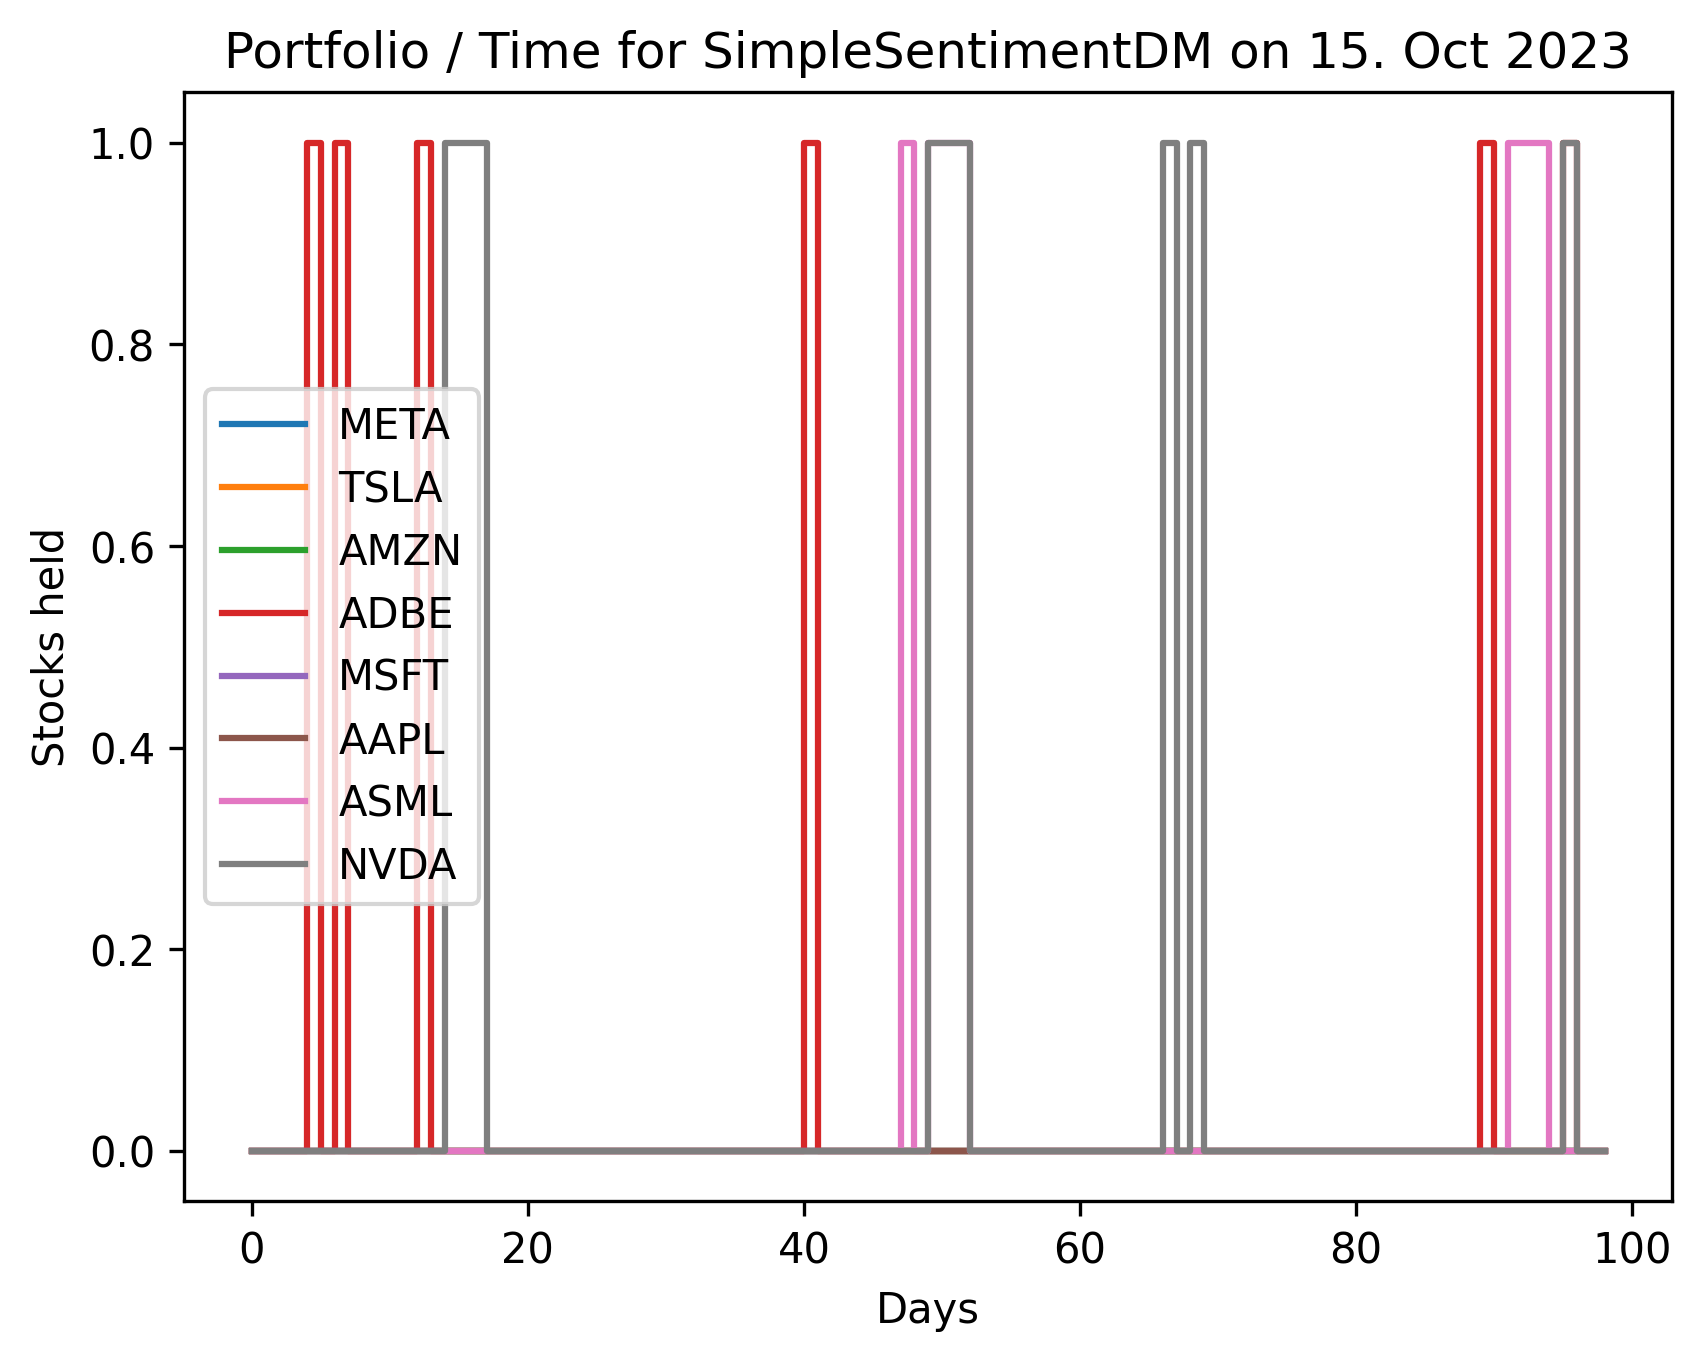 Portfolio / Time for SimpleSentimentDM on 15. Oct 2023
1.0
0.8
0.6
0.4
0.2
0.0
Stocks held
META
TSLA
AMZN
ADBE
MSFT
AAPL
ASML
NVDA
0 20 40 60 80 100
Days